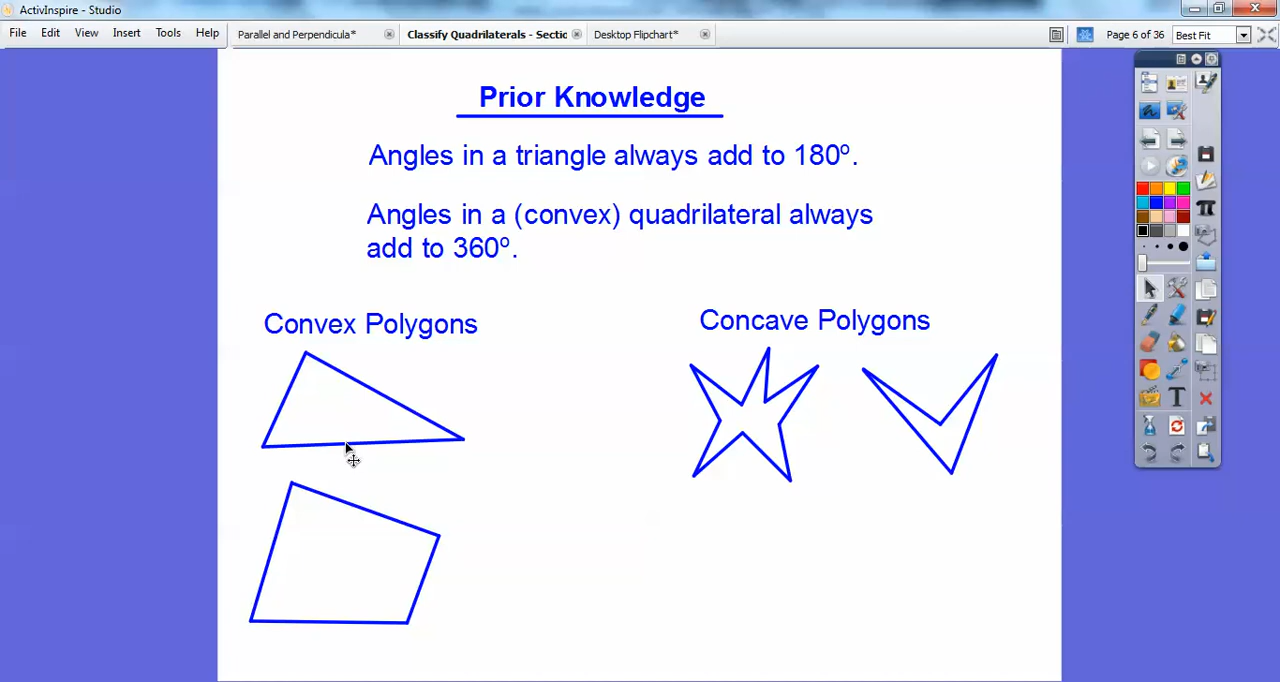 ActivInspire - Studio
File Edit View Insert Tools Help
Parallel and Perpendicula* Classify Quadrilaterals - Sectic Desktop Flipchart*
Page 6 of 36 Best Fit
Prior Knowledge
Angles in a triangle always add to 180º.
Angles in a (convex) quadrilateral always
add to 360º.
Convex Polygons
Concave Polygons